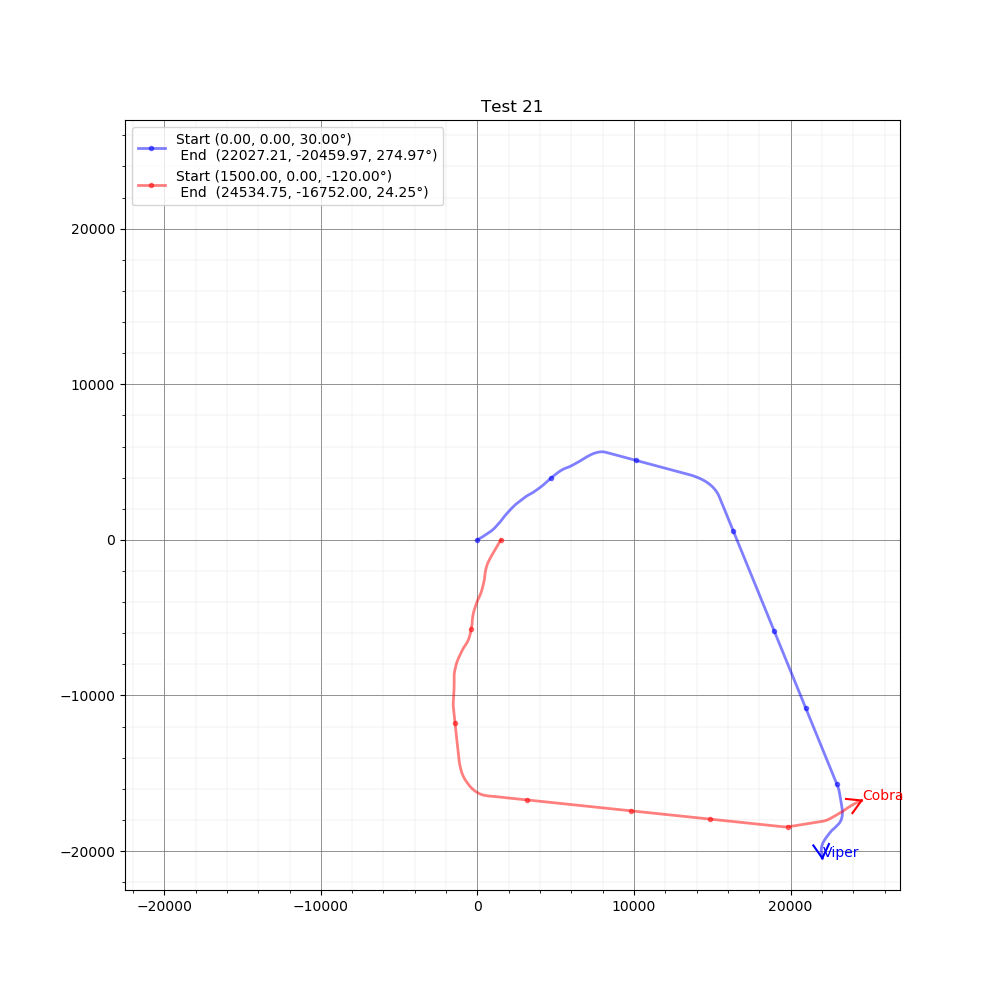 Test 21
Start (0.00, 0.00, 30.00°)
End  (22027.21, -20459.97, 274.97°)
Start (1500.00, 0.00, -120.00°)
End  (24534.75, -16752.00, 24.25°)
20000
10000
0
−10000
−20000
Cobra
Viper
−20000
−10000
0
10000
20000